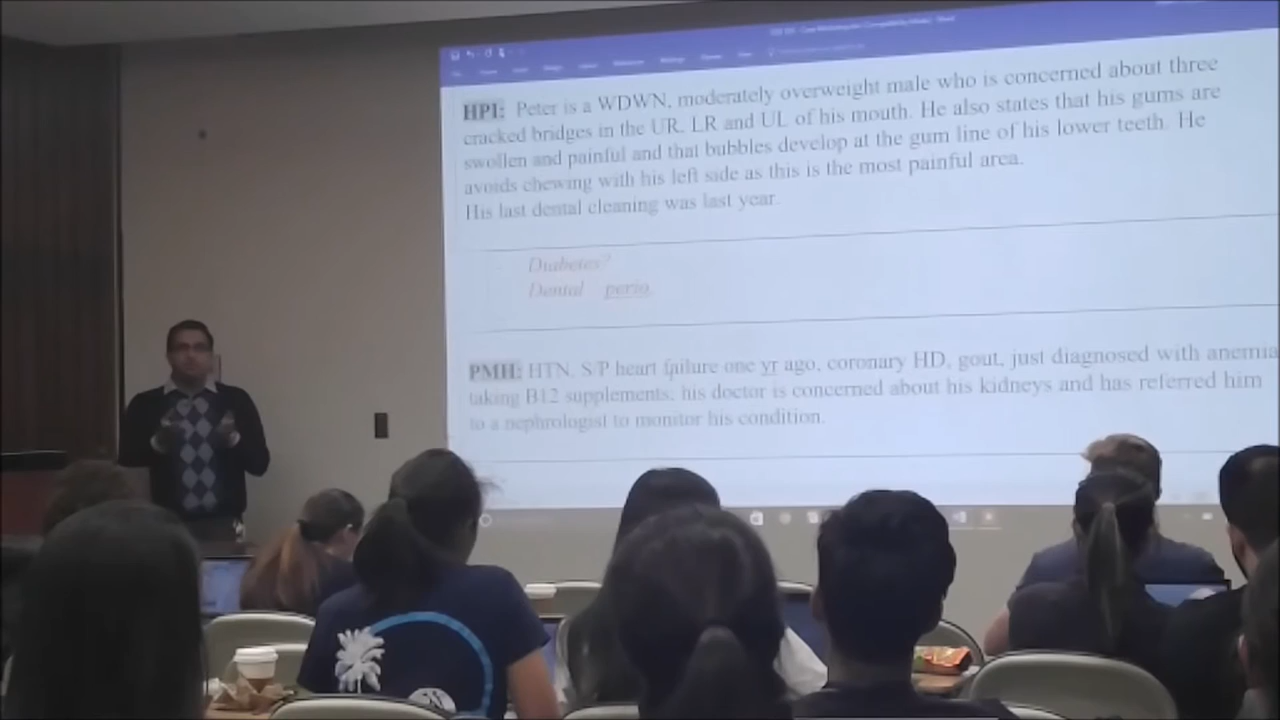 HPI: Peter is a WDWN, moderately overweight male who is concerned about three
cracked bridges in the UR, LR and UL of his mouth. He also states that his gums are
swollen and painful and that bubbles develop at the gum line of his lower teeth. He
avoids chewing with his left side as this is the most painful area.
His last dental cleaning was last year.
Diabetes?
Dental perio.
PMH: HTN, S/P heart failure one yr ago, coronary HD, gout, just diagnosed with anemia
taking B12 supplements; his doctor is concerned about his kidneys and has referred him
to a nephrologist to monitor his condition.